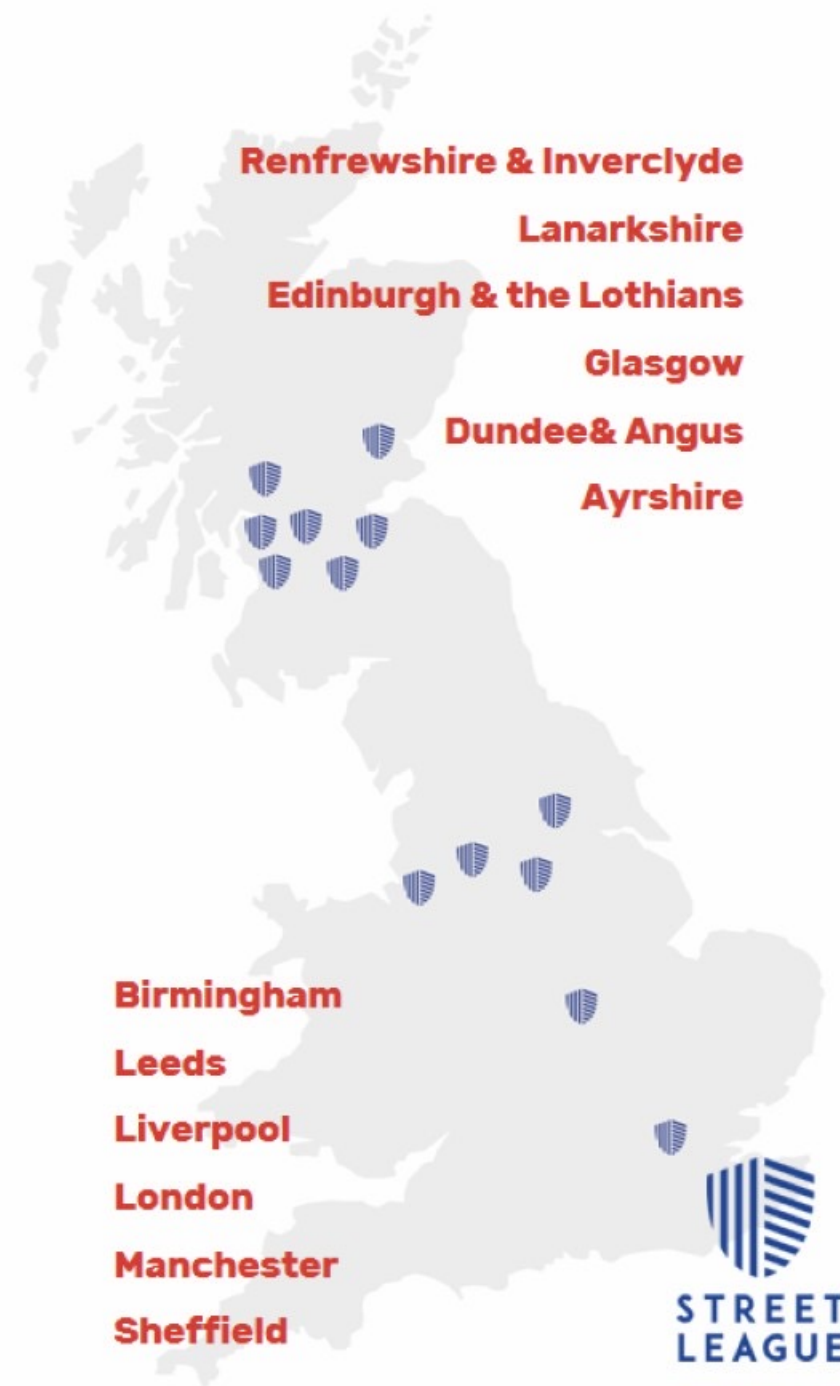 Renfrewshire & Inverclyde
Lanarkshire
Edinburgh & the Lothians
Glasgow
Dundee& Angus
Ayrshire
Birmingham
Leeds
Liverpool
London
Manchester
Sheffield
STREET
LEAGUE